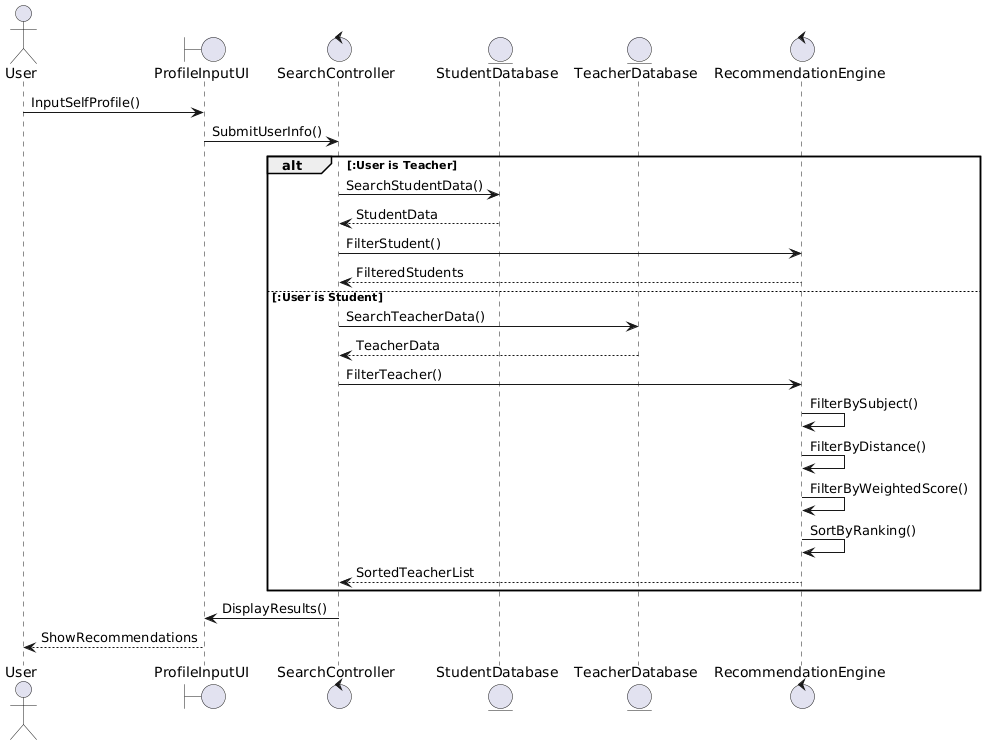 User
ProfileInputUI
SearchController
StudentDatabase
TeacherDatabase
RecommendationEngine
InputSelfProfile()
SubmitUserInfo()
alt
[:User is Teacher]
SearchStudentData()
StudentData
FilterStudent()
FilteredStudents
[:User is Student]
SearchTeacherData()
TeacherData
FilterTeacher()
FilterBySubject()
FilterByDistance()
FilterByWeightedScore()
SortByRanking()
SortedTeacherList
DisplayResults()
ShowRecommendations
User
ProfileInputUI
SearchController
StudentDatabase
TeacherDatabase
RecommendationEngine